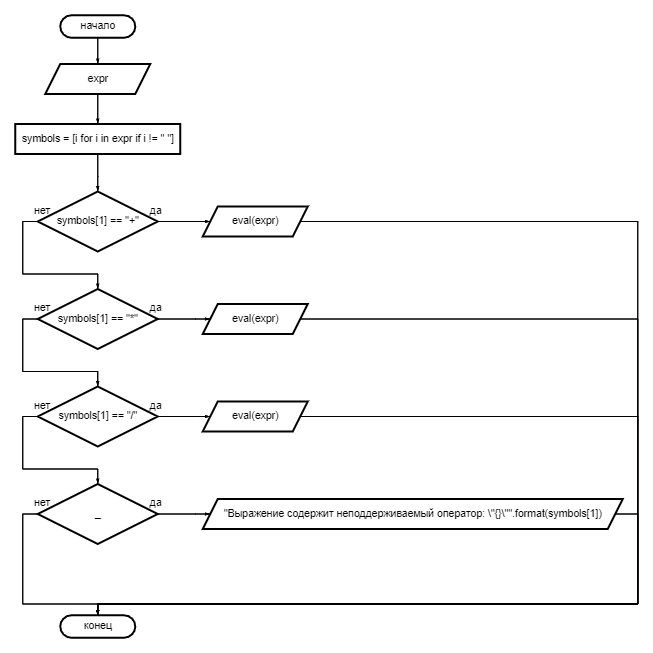 начало
expr
symbols = [i for i in expr if i != " "]
нет
да
symbols[1] == "+"
eval(expr)
нет
да
symbols[1] == "*"
eval(expr)
нет
да
symbols[1] == "/"
eval(expr)
нет
да
_
"Выражение содержит неподдерживаемый оператор: \"{}\"".format(symbols[1])
конец